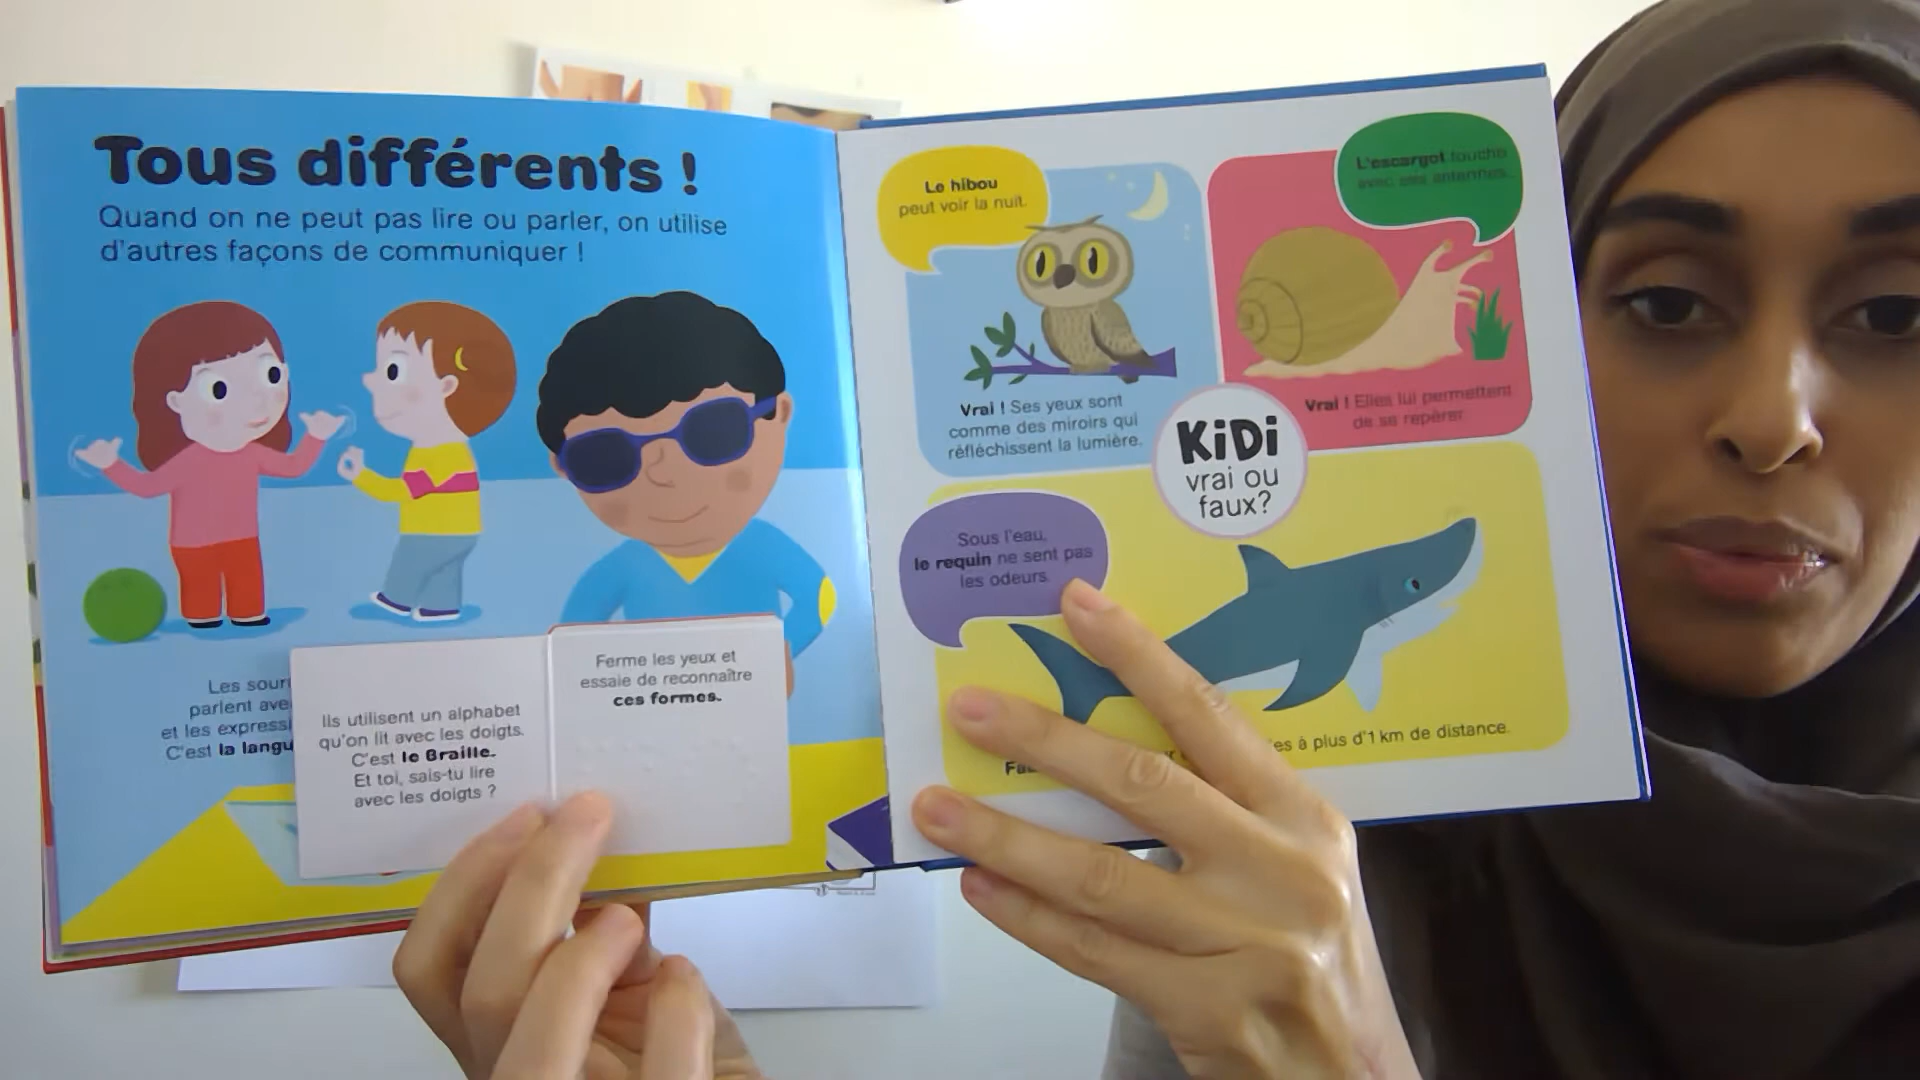 Tous différents !
Quand on ne peut pas lire ou parler, on utilise
d'autres façons de communiquer !
Les sour
parlent ave
et les expressi
C'est la langu
Ils utilisent un alphabet
qu'on lit avec les doigts.
C'est le Braille.
Et toi, sais-tu lire
avec les doigts ?
Ferme les yeux et
essaie de reconnaître
ces formes.
Le hibou
peut voir la nuit.
Vrai ! Ses yeux sont
comme des miroirs qui
réfléchissent la lumière.
L'escargot touche
avec ses antennes.
Vrai ! Elles lui permettent
de se repérer.
KiDi
vrai ou
faux?
Sous l'eau,
le requin ne sent pas
les odeurs.
es à plus d'1 km de distance.